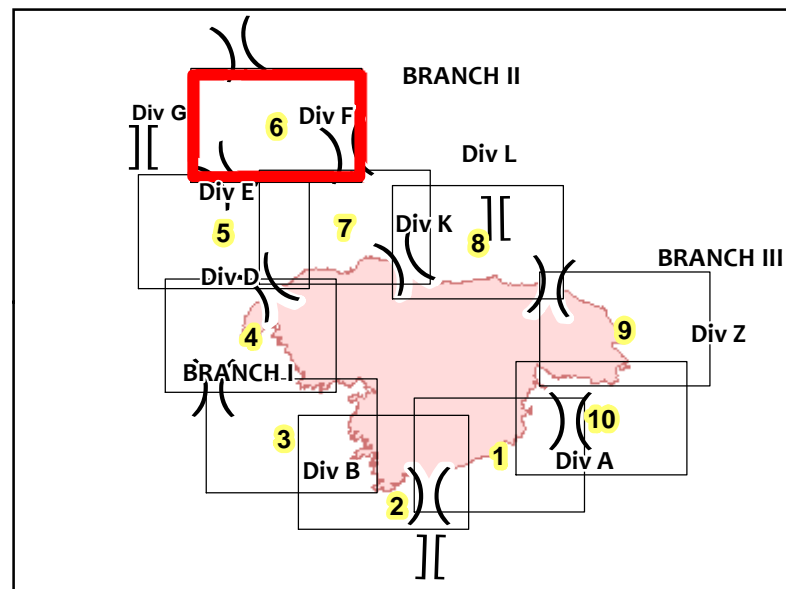 BRANCH II
Div G
Div F
6
Div L
Div E
5
7
Div K
8
BRANCH III
Div D
9
Div Z
4
BRANCH I
10
3
1
Div A
Div B
2